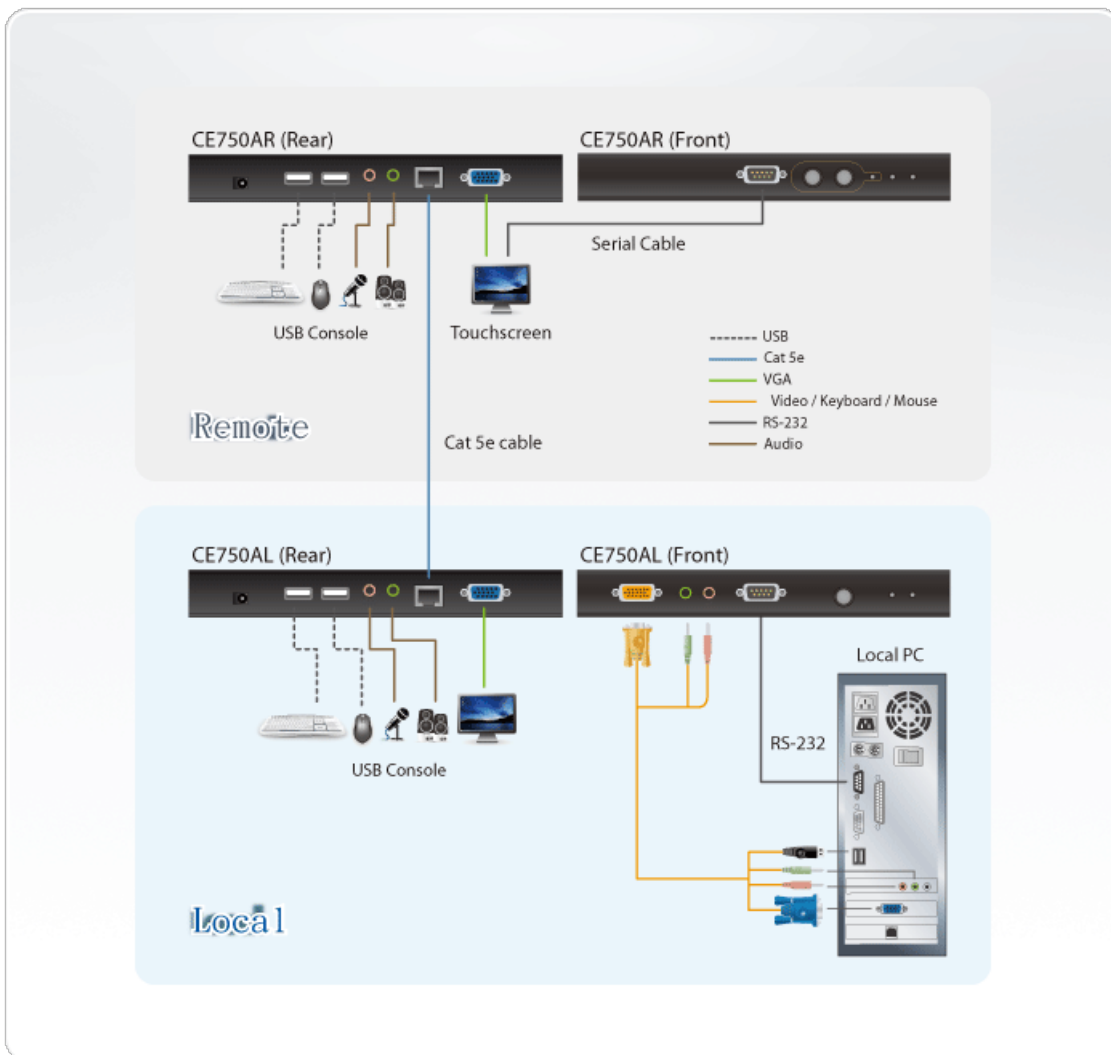 CE750AR (Rear)
CE750AR (Front)
Serial Cable
USB Console
Touchscreen
USB
Cat 5e
VGA
Video / Keyboard / Mouse
RS-232
Audio
Remote
Cat 5e cable
CE750AL (Rear)
CE750AL (Front)
Local PC
RS-232
USB Console
Local